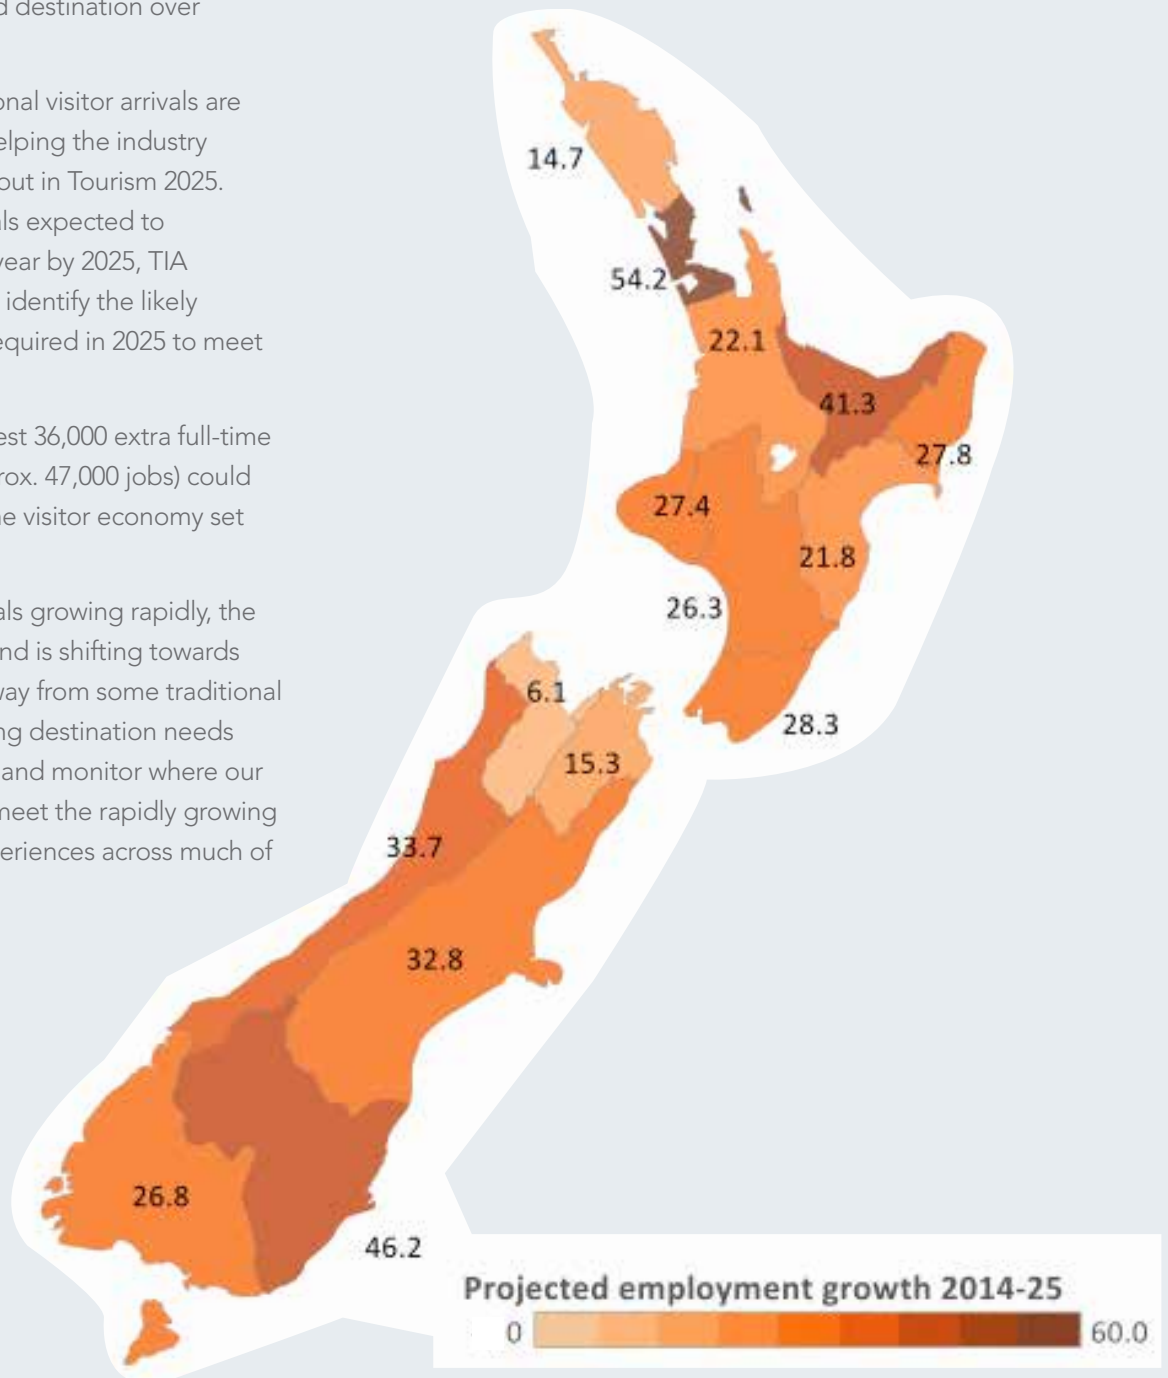 d destination over
onal visitor arrivals are
elping the industry
out in Tourism 2025.
als expected to
year by 2025, TIA
identify the likely
equired in 2025 to meet
est 36,000 extra full-time
rox. 47,000 jobs) could
ne visitor economy set
als growing rapidly, the
nd is shifting towards
way from some traditional
ng destination needs
and monitor where our
meet the rapidly growing
periences across much of
14.7
54.2
22.1
41.3
27.8
27.4
21.8
26.3
28.3
6.1
15.3
33.7
32.8
26.8
46.2
Projected employment growth 2014-25
0
60.0